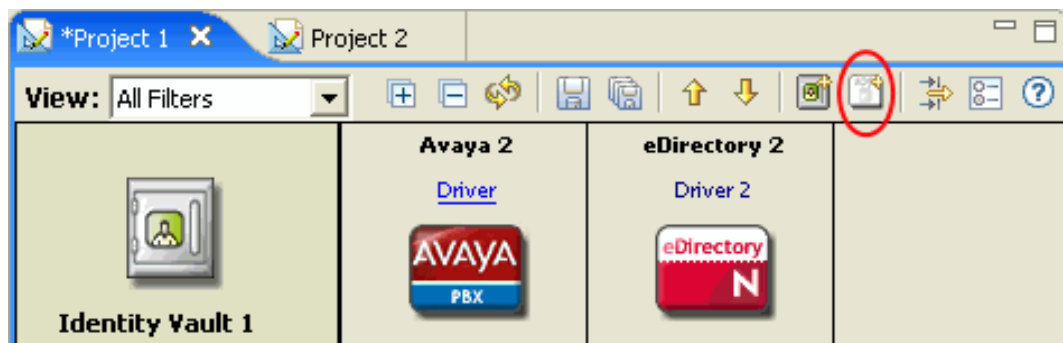 *Project 1
Project 2
View: All Filters
Avaya 2
eDirectory 2
Driver
Driver 2
AVAYA
PBX
eDirectory
N
Identity Vault 1